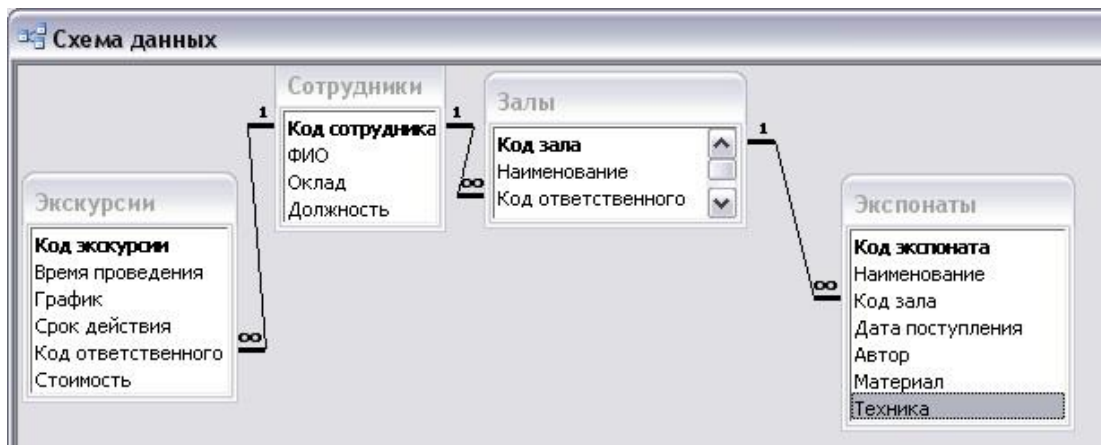 Схема данных
Сотрудники
1
1
Код сотрудника
ФИО
Оклад
Должность
Залы
1
Код зала
Наименование
Код ответственного
∞
Экскурсии
Код экскурсии
Время проведения
График
Срок действия
Код ответственного
Стоимость
∞
Экспонаты
Код экспоната
Наименование
Код зала
Дата поступления
Автор
Материал
Техника
∞